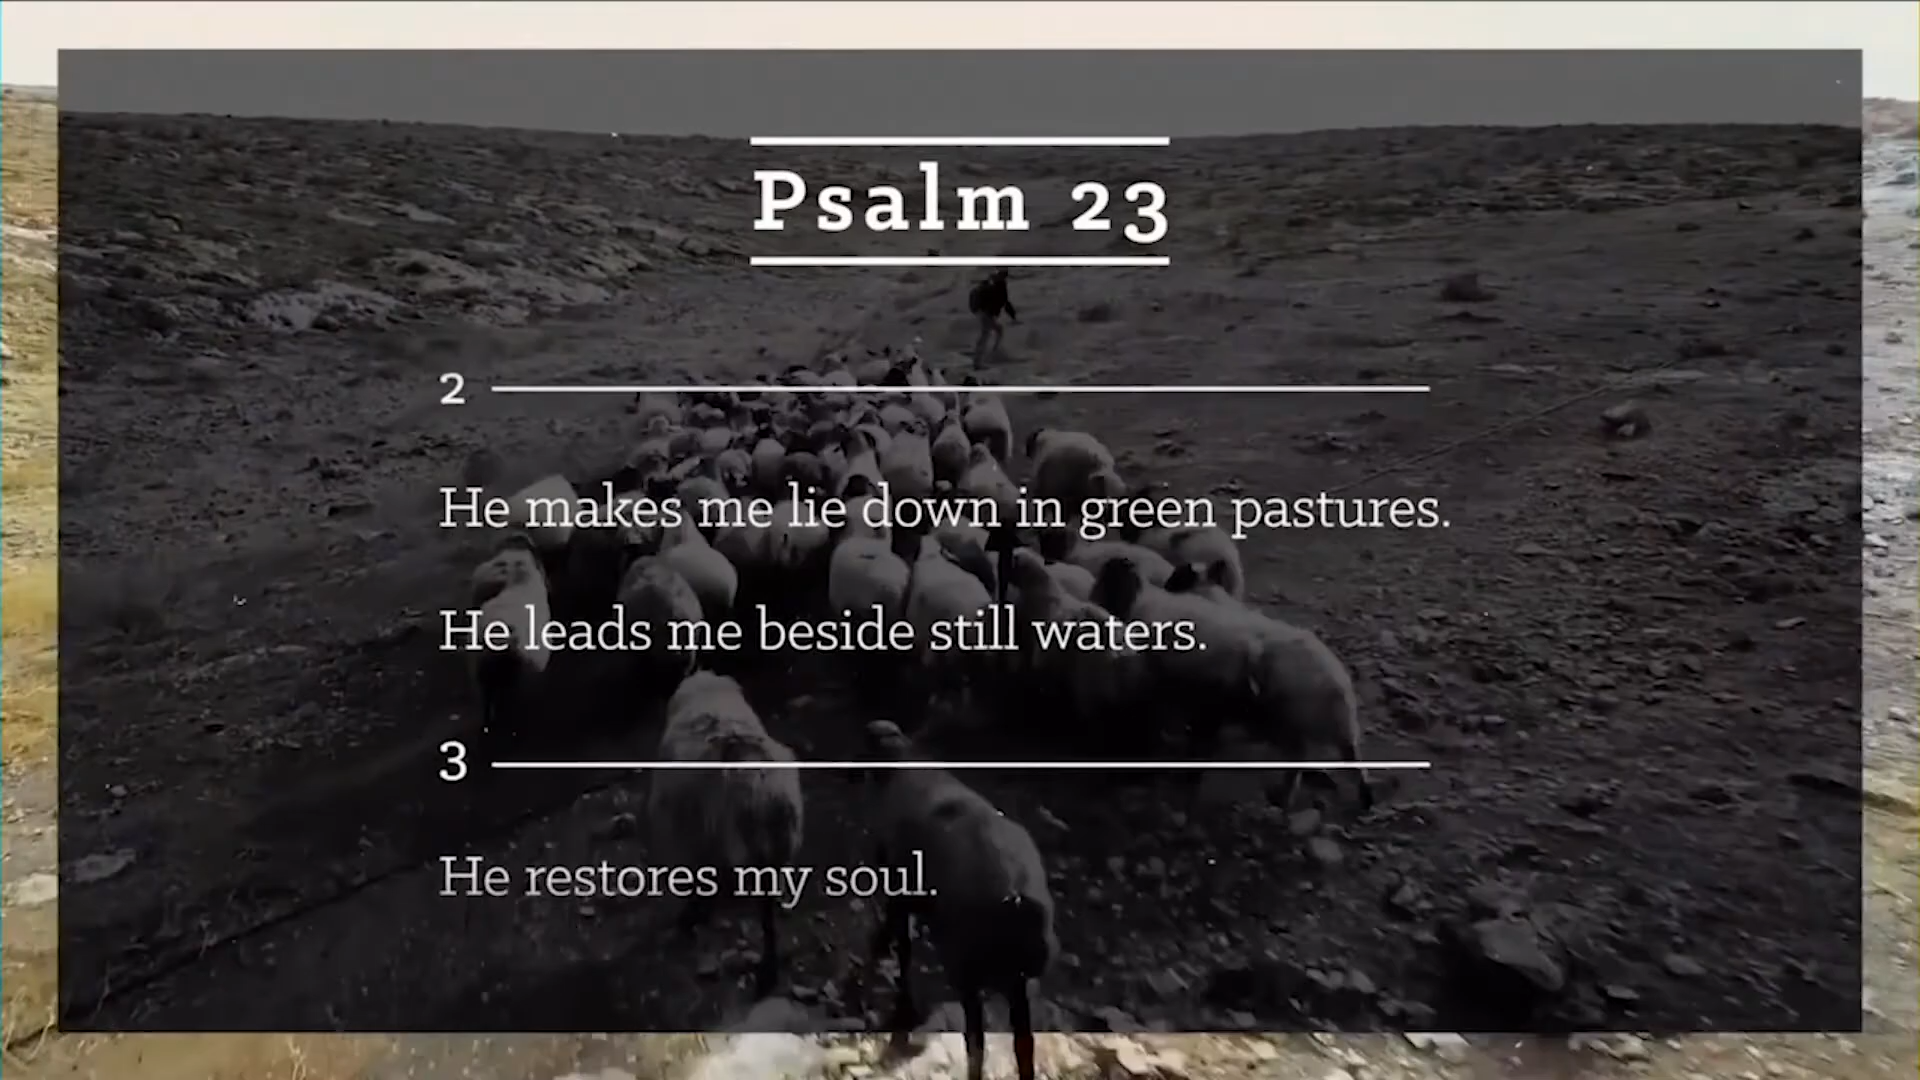 Psalm 23
2
He makes me lie down in green pastures.
He leads me beside still waters.
3
He restores my soul.